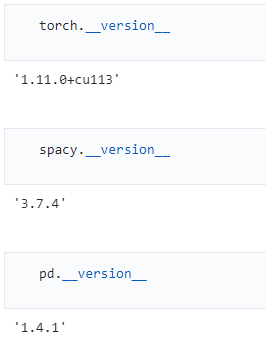 torch.__version__
'1.11.0+cu113'
spacy.__version__
'3.7.4'
pd.__version__
'1.4.1'